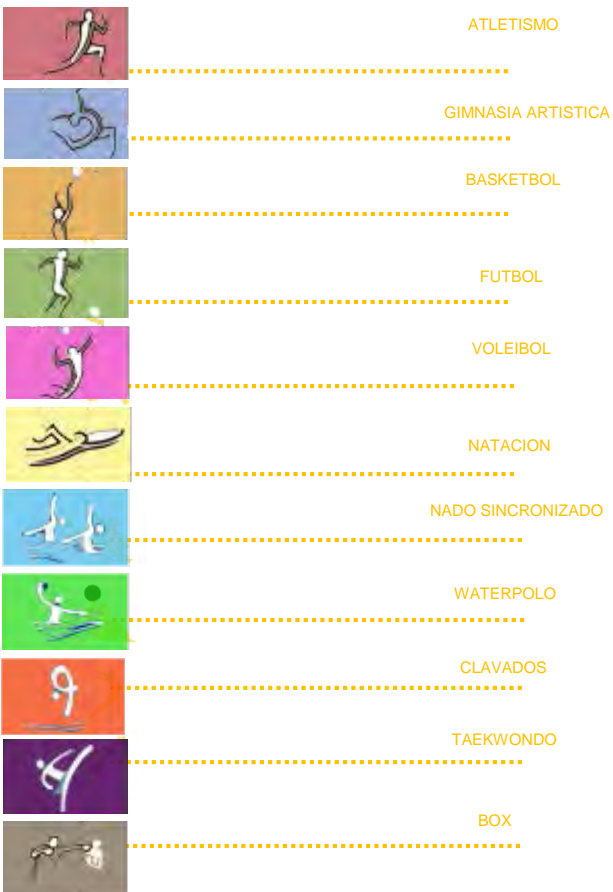 ATLETISMO
GIMNASIA ARTISTICA
BASKETBOL
FUTBOL
VOLEIBOL
NATACION
NADO SINCRONIZADO
WATERPOLO
CLAVADOS
TAEKWONDO
BOX